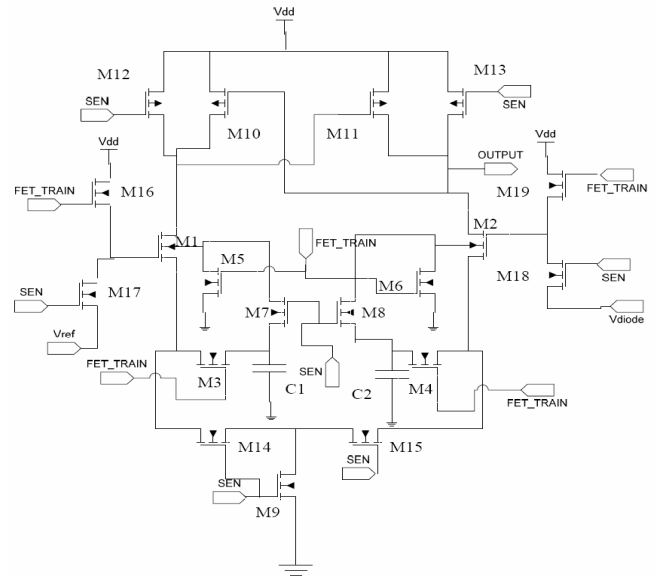 Vdd
M12
M13
SEN
SEN
M10
M11
Vdd
Vdd
OUTPUT
M16
M19
FET_TRAIN
FET_TRAIN
M1
M2
FET_TRAIN
M5
M18
M17
M6
SEN
SEN
M7
M8
Vref
Vdiode
SEN
FET_TRAIN
M3
C1
C2
M4
FET_TRAIN
M14
M15
SEN
SEN
M9